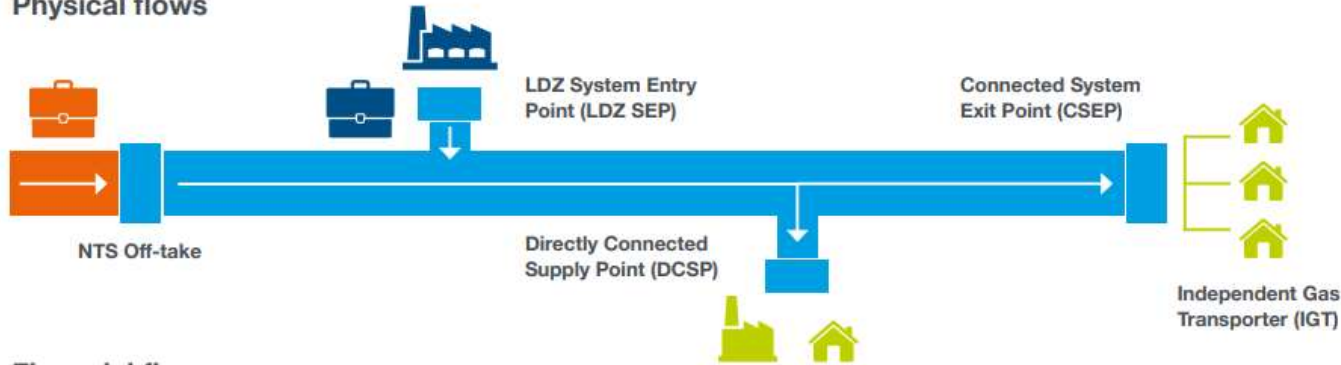 Physical flows
LDZ System Entry
Point (LDZ SEP)
Connected System
Exit Point (CSEP)
NTS Off-take
Directly Connected
Supply Point (DCSP)
Independent Gas
Transporter (IGT)